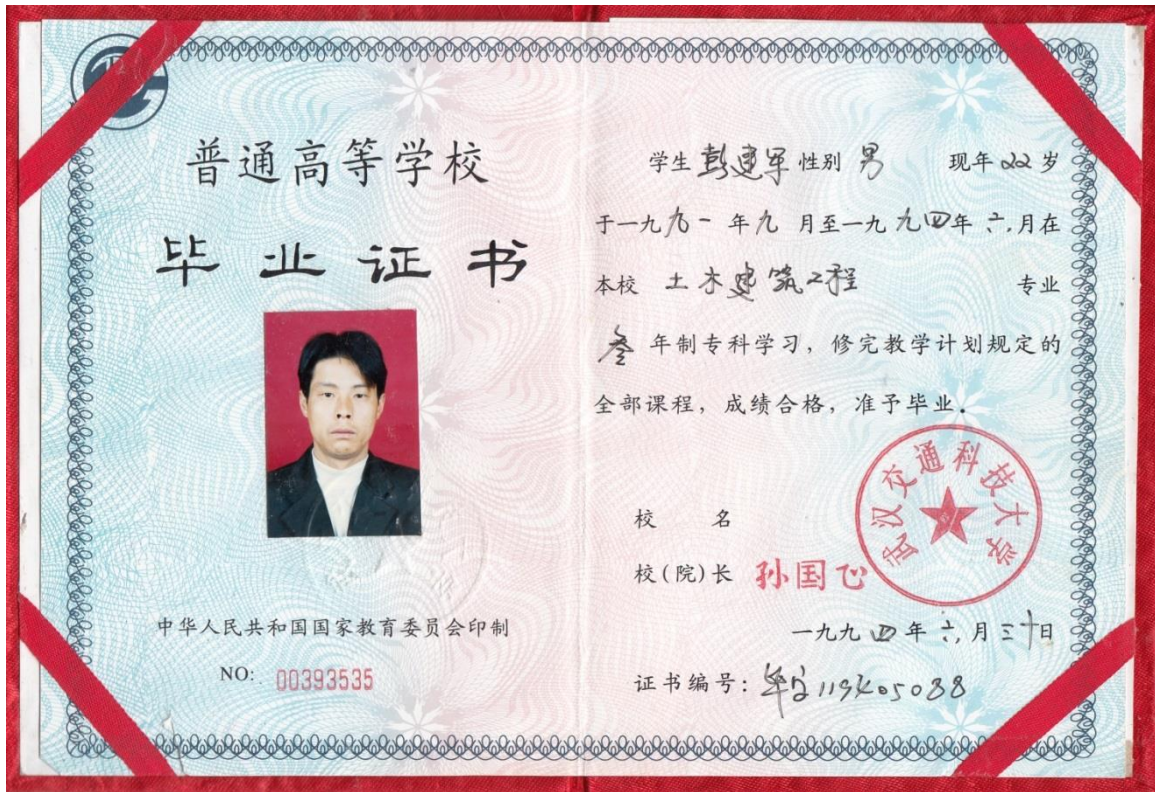 普通高等学校
毕业证书
中华人民共和国国家教育委员会印制
NO: 00393535
学生 彭建军 性别 男 现年22岁
于一九九一年九月至一九九四年六月在
本校 土木建筑工程 专业
叁年制专科学习，修完教学计划规定的
全部课程，成绩合格，准予毕业．
武汉交通科技大学
校 名
校(院)长 孙国正
一九九四年六月三十日
证书编号：毕字